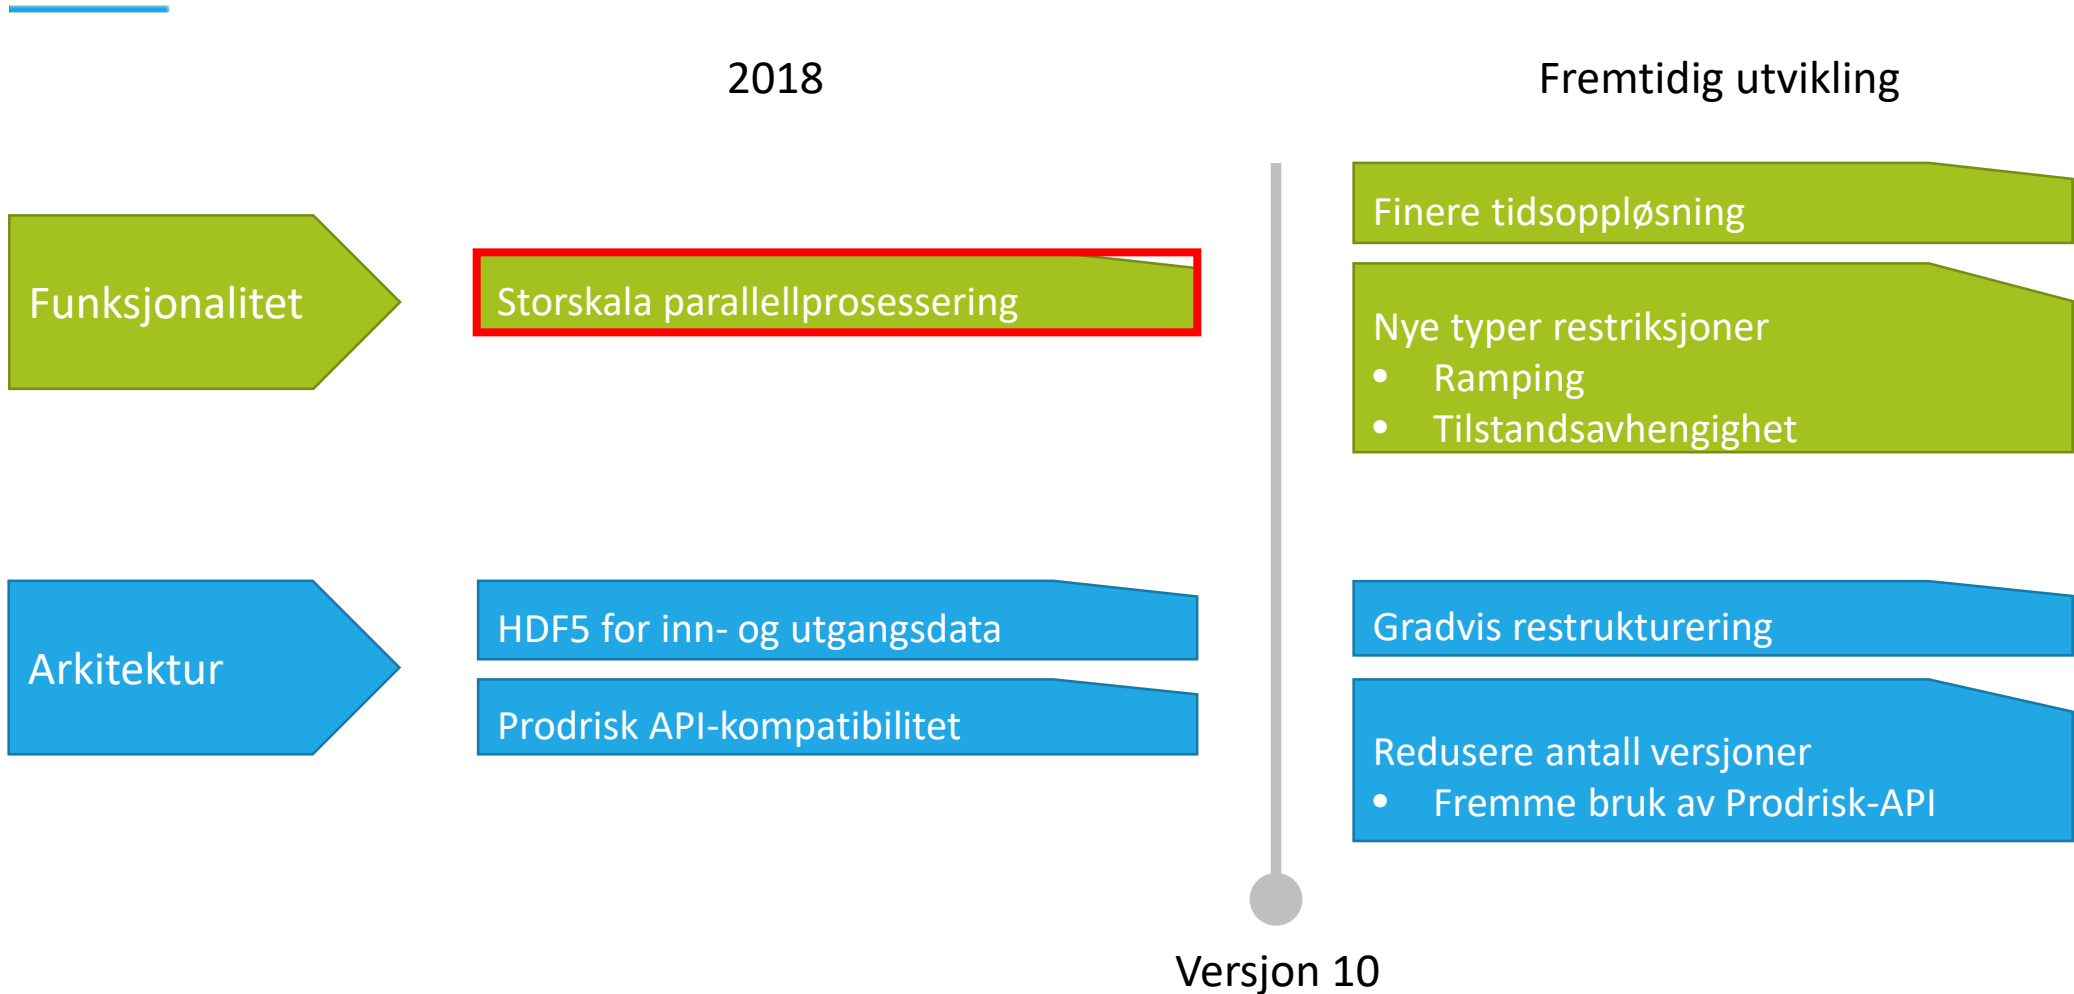 2018
Fremtidig utvikling
Funksjonalitet
Storskala parallellprosessering
Finere tidsoppløsning
Nye typer restriksjoner
• Ramping
• Tilstandsavhengighet
Arkitektur
HDF5 for inn- og utgangsdata
Prodrisk API-kompatibilitet
Gradvis restrukturering
Redusere antall versjoner
• Fremme bruk av Prodrisk-API
Versjon 10